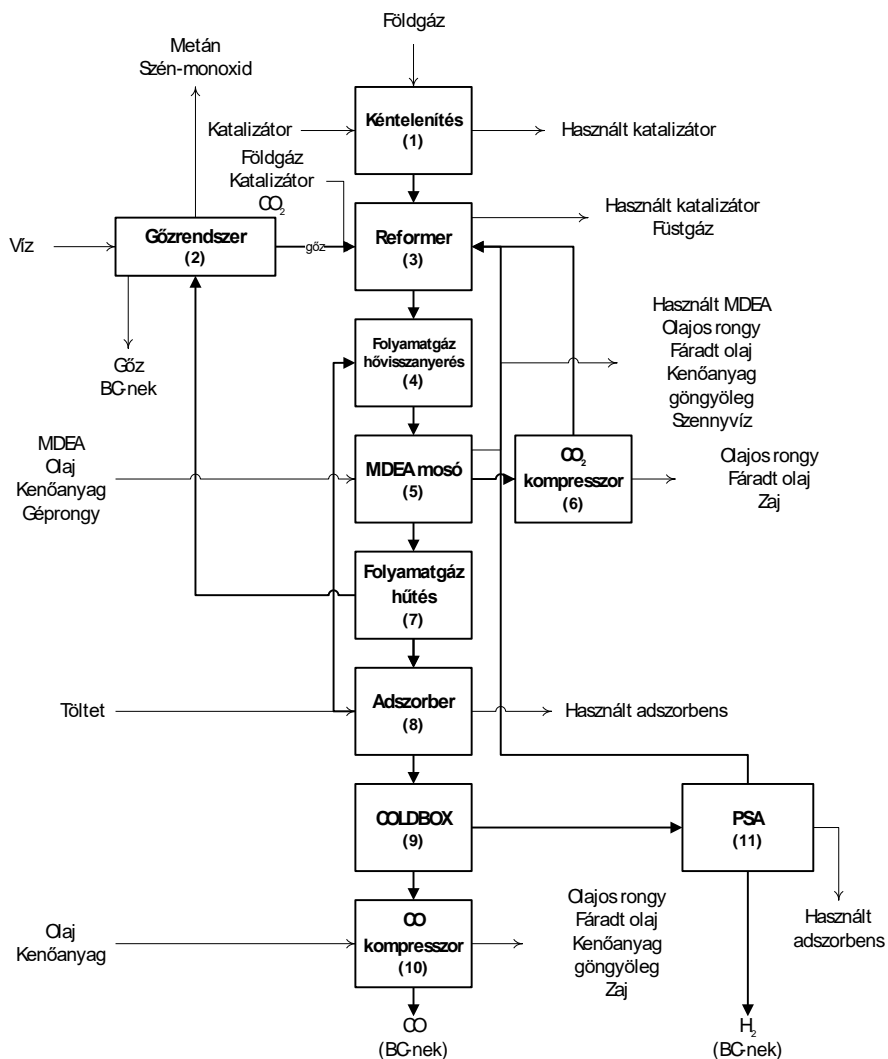 Földgáz
Metán
Szén-monoxid
Katalizátor
Kéntelenítés
(1)
Használt katalizátor
Földgáz
Katalizátor
CO2
Víz
Gőzrendszer
(2)
gőz
Reformer
(3)
Használt katalizátor
Füstgáz
Gőz
BC-nek
Folyamatgáz
hővisszanyerés
(4)
Használt MDEA
Olajos rongy
Fáradt olaj
Kenőanyag
göngyöleg
Szennyvíz
MDEA
Olaj
Kenőanyag
Géprongy
MDEA mosó
(5)
CO2
kompresszor
(6)
Olajos rongy
Fáradt olaj
Zaj
Folyamatgáz
hűtés
(7)
Töltet
Adszorber
(8)
Használt adszorbens
COLDBOX
(9)
PSA
(11)
Használt
adszorbens
Olaj
Kenőanyag
CO
kompresszor
(10)
Olajos rongy
Fáradt olaj
Kenőanyag
göngyöleg
Zaj
CO
(BC-nek)
H2
(BC-nek)